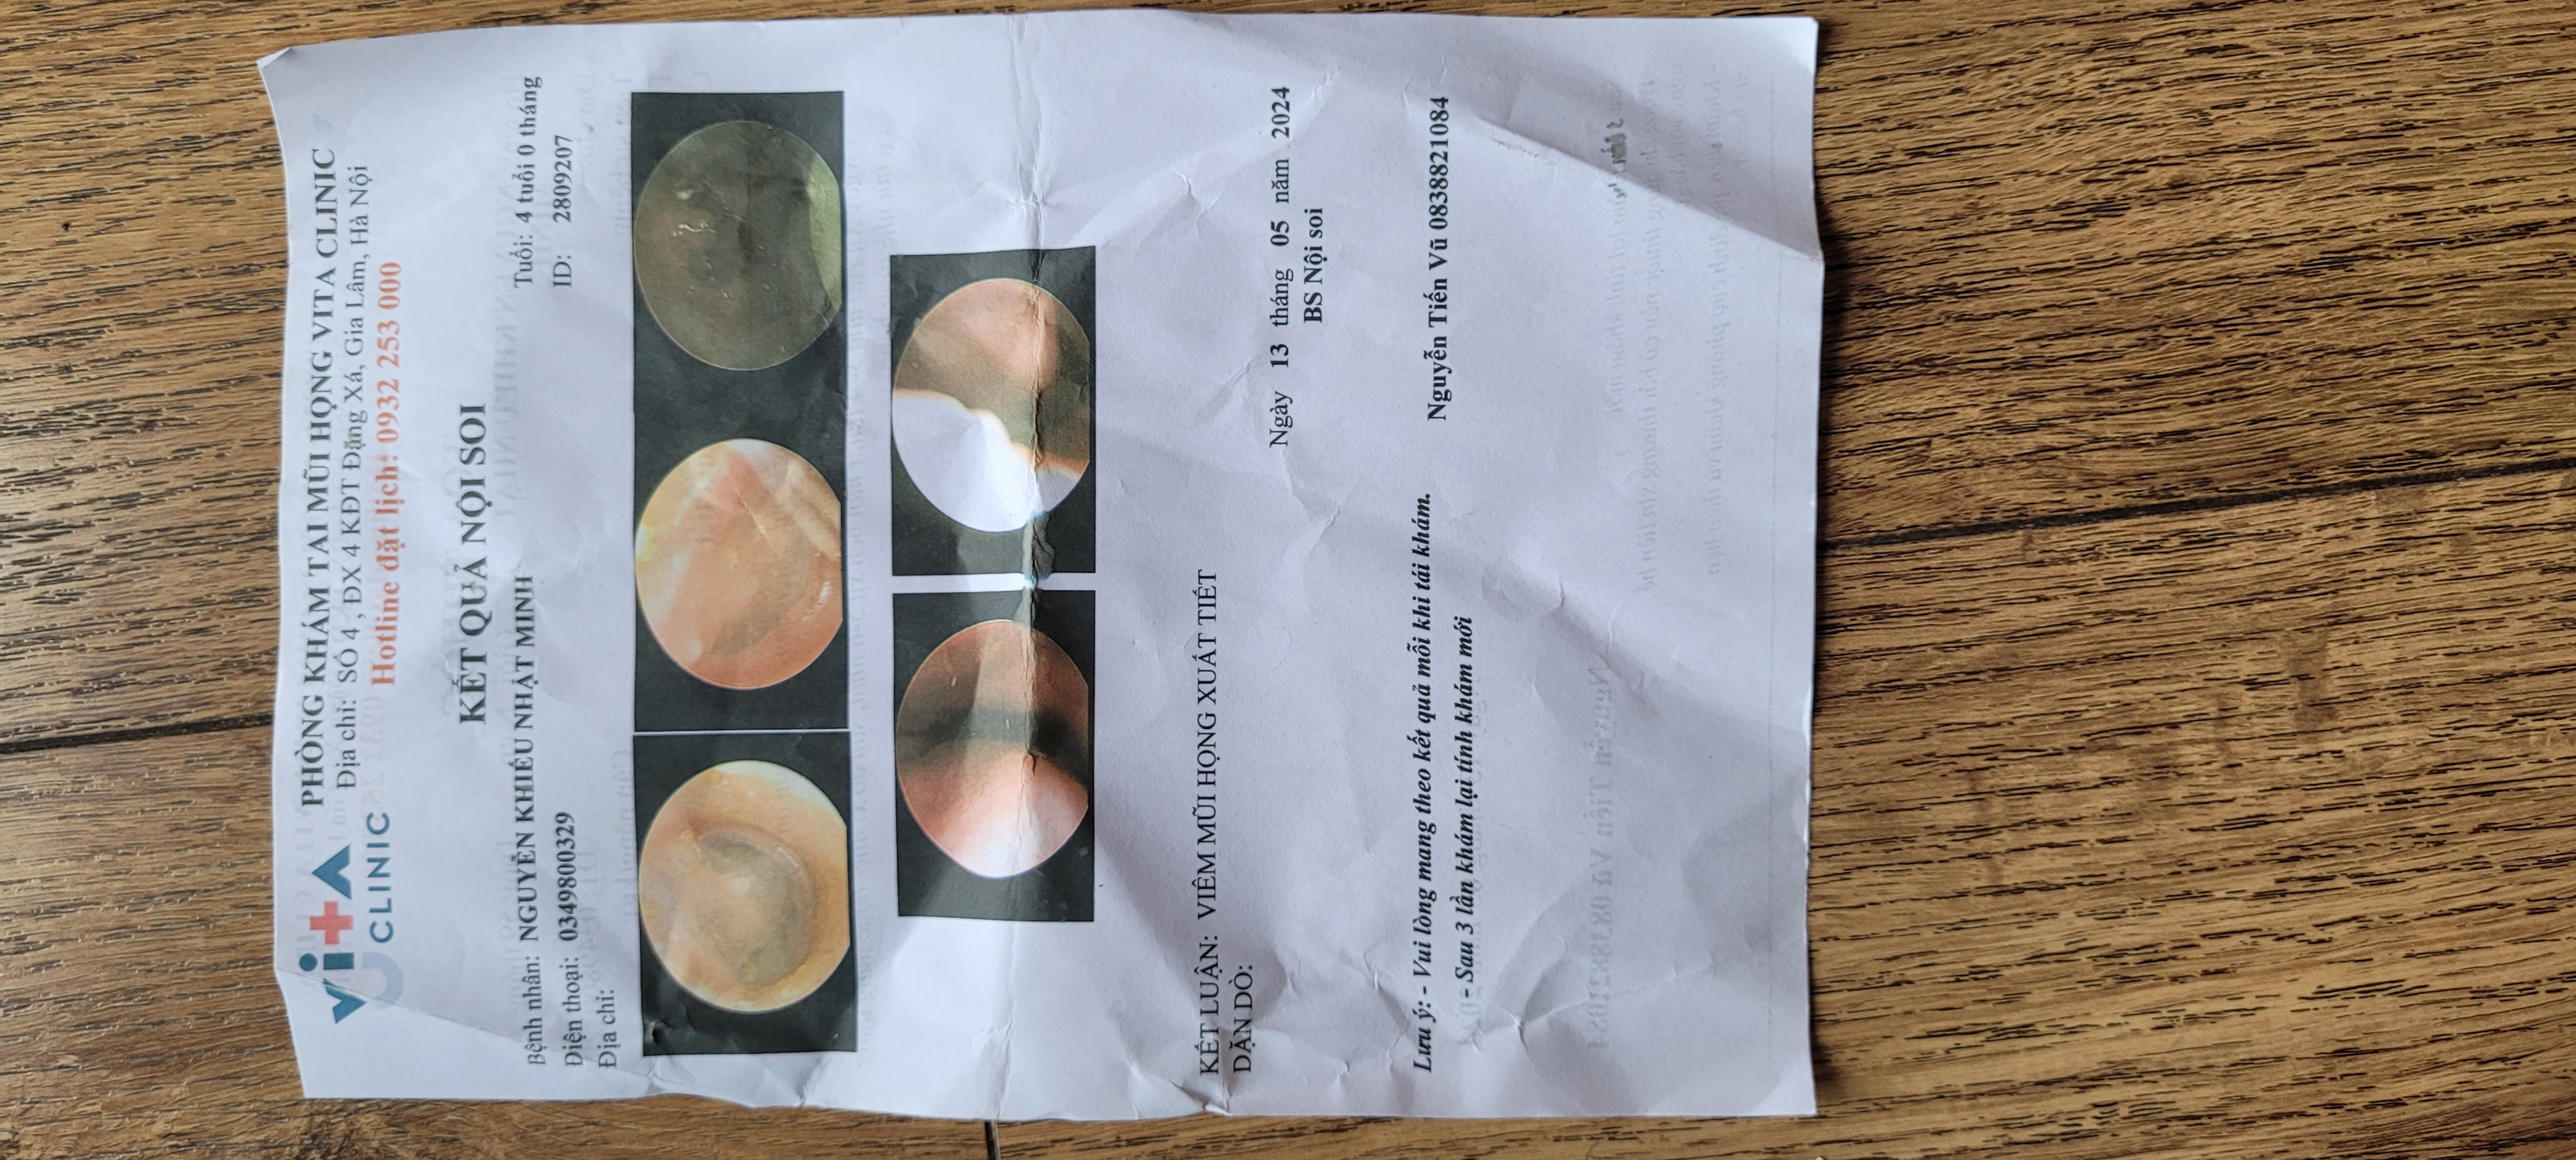 vita
CLINIC
PHÒNG KHÁM TAI MŨI HỌNG VITA CLINIC
Địa chỉ: SỐ 4 , ĐX 4 KĐT Đặng Xá, Gia Lâm, Hà Nội
Hotline đặt lịch: 0932 253 000
KẾT QUẢ NỘI SOI
Bệnh nhân: NGUYỄN KHIẾU NHẬT MINH
Tuổi: 4 tuổi 0 tháng
Điện thoại: 0349800329
ID: 2809207
Địa chỉ:
KẾT LUẬN: VIÊM MŨI HỌNG XUẤT TIẾT
DẶN DÒ:
Ngày 13 tháng 05 năm 2024
BS Nội soi
Lưu ý: - Vui lòng mang theo kết quả mỗi khi tái khám.
- Sau 3 lần khám lại tính khám mới
Nguyễn Tiến Vũ 0838821084